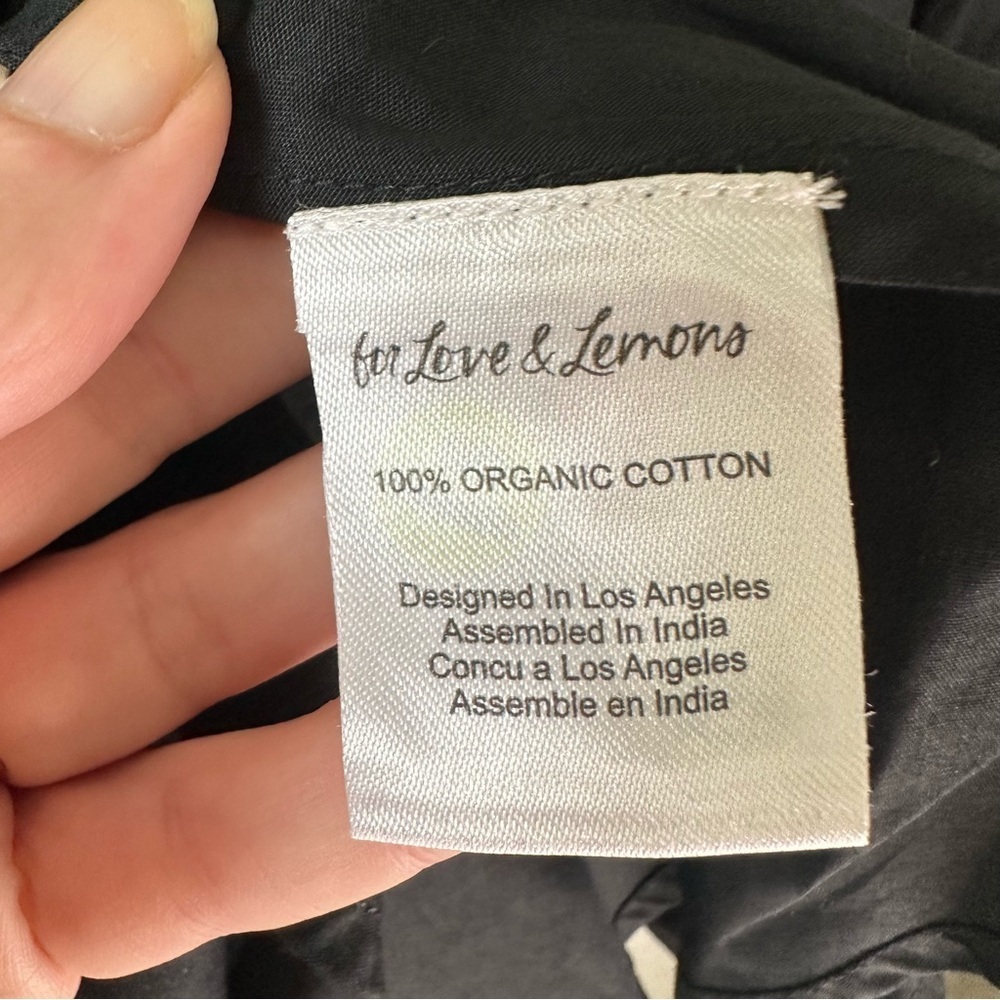 for Love & Lemons
100% ORGANIC COTTON
Designed In Los Angeles
Assembled In India
Concu a Los Angeles
Assemble en India